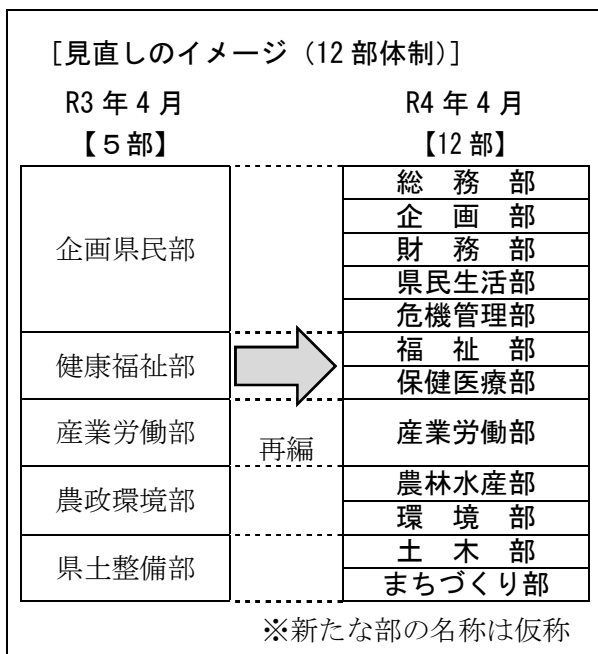 ［見直しのイメージ（12部体制）］
R3年4月
【５部】
R4年4月
【12部】
企画県民部
総　務　部
企　画　部
財　務　部
県民生活部
危機管理部
健康福祉部
福　祉　部
保健医療部
産業労働部
再編
産業労働部
農政環境部
農林水産部
環　境　部
県土整備部
土　木　部
まちづくり部
※新たな部の名称は仮称